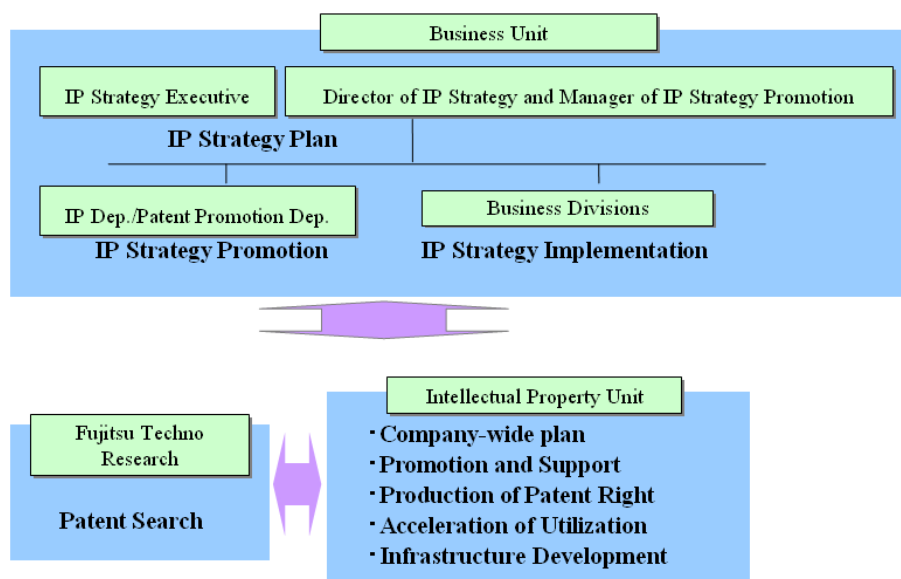 Business Unit
IP Strategy Executive
Director of IP Strategy and Manager of IP Strategy Promotion
IP Strategy Plan
IP Dep./Patent Promotion Dep.
Business Divisions
IP Strategy Promotion
IP Strategy Implementation
Intellectual Property Unit
Fujitsu Techno
Research
Patent Search
・Company-wide plan
・Promotion and Support
・Production of Patent Right
・Acceleration of Utilization
・Infrastructure Development